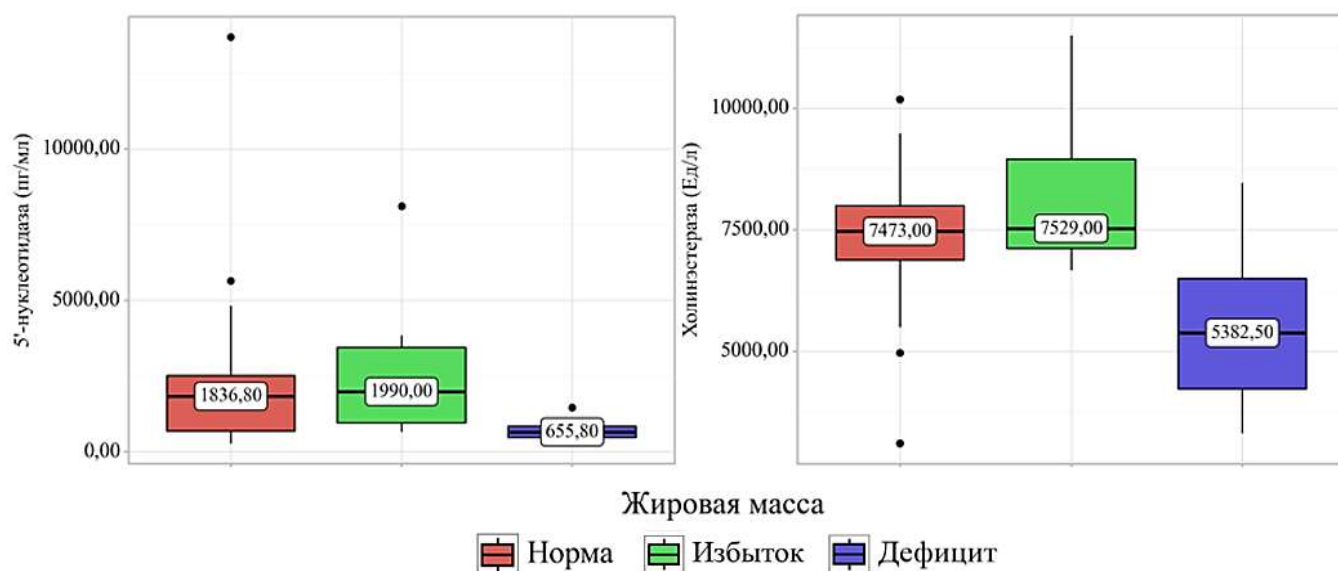 5'-нуклеотидаза (пг/мл)
10000,00
5000,00
0,00
1836,80
1990,00
655,80
Холинэстераза (Ед/л)
10000,00
7500,00
5000,00
7473,00
7529,00
5382,50
Жировая масса
Норма
Избыток
Дефицит